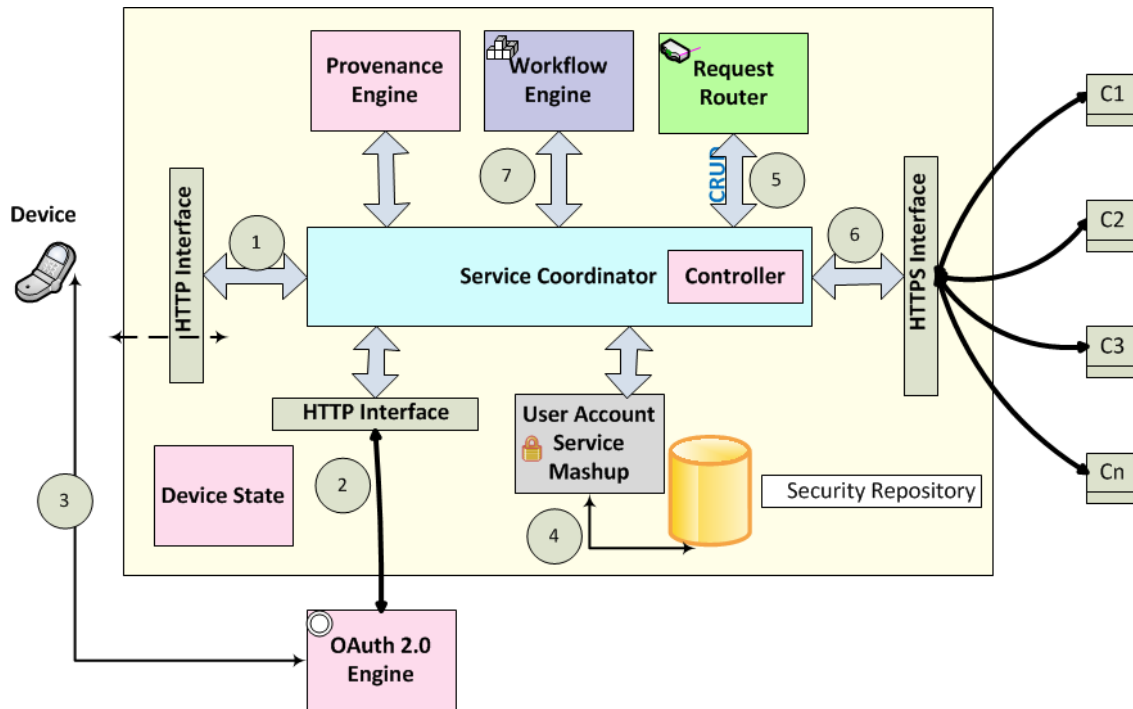 Provenance
Engine
Workflow
Engine
Request
Router
C1
7
CRUD
5
Device
HTTP Interface
1
6
HTTPS Interface
C2
Service Coordinator
Controller
C3
HTTP Interface
User Account
Service
Mashup
Cn
Device State
2
Security Repository
3
4
OAuth 2.0
Engine